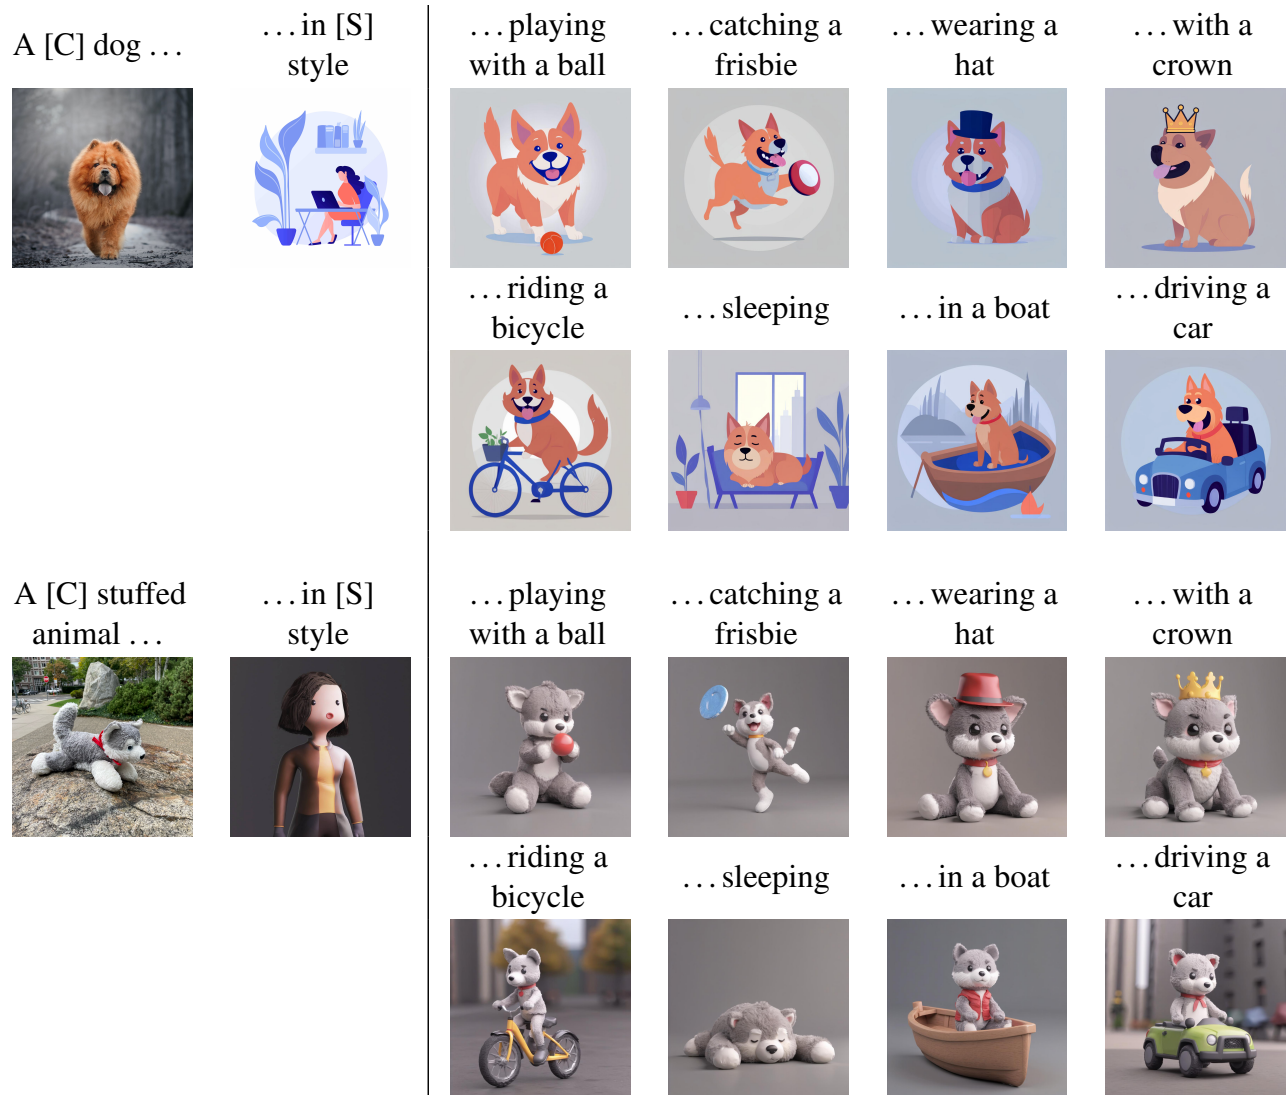 A [C] dog ...
... in [S]
style
... playing
with a ball
... catching a
frisbie
... wearing a
hat
... with a
crown
... riding a
bicycle
... sleeping
... in a boat
... driving a
car
A [C] stuffed
animal ...
... in [S]
style
... playing
with a ball
... catching a
frisbie
... wearing a
hat
... with a
crown
... riding a
bicycle
... sleeping
... in a boat
... driving a
car